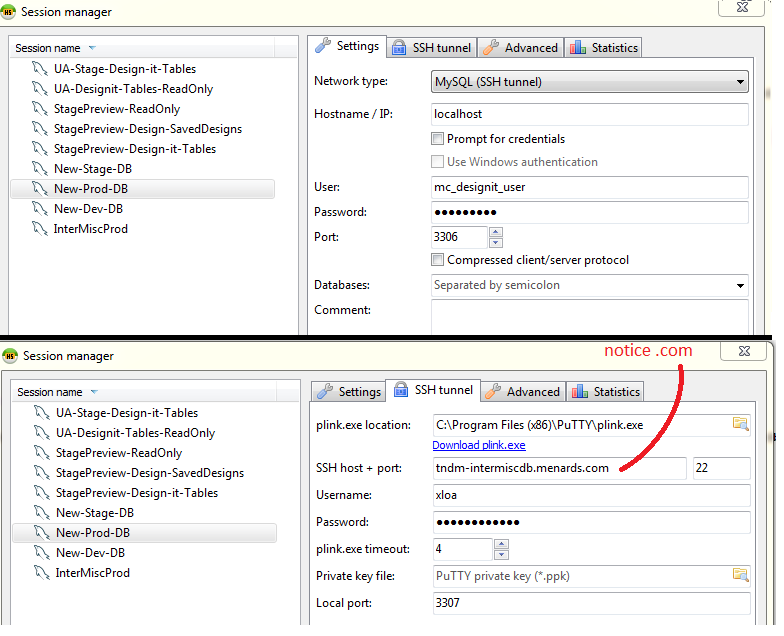 HS Session manager
Session name
UA-Stage-Design-it-Tables
UA-Designit-Tables-ReadOnly
StagePreview-ReadOnly
StagePreview-Design-SavedDesigns
StagePreview-Design-it-Tables
New-Stage-DB
New-Prod-DB
New-Dev-DB
InterMiscProd
Settings SSH tunnel Advanced Statistics
Network type: MySQL (SSH tunnel)
Hostname / IP: localhost
Prompt for credentials
Use Windows authentication
User: mc_designit_user
Password: ●●●●●●●●●
Port: 3306
Compressed client/server protocol
Databases: Separated by semicolon
Comment:
HS Session manager
notice .com
Session name
UA-Stage-Design-it-Tables
UA-Designit-Tables-ReadOnly
StagePreview-ReadOnly
StagePreview-Design-SavedDesigns
StagePreview-Design-it-Tables
New-Stage-DB
New-Prod-DB
New-Dev-DB
InterMiscProd
Settings SSH tunnel Advanced Statistics
plink.exe location: C:\Program Files (x86)\PuTTY\plink.exe
Download plink.exe
SSH host + port: tndm-intermiscdb.menards.com 22
Username: xloa
Password: ●●●●●●●●●●●●
plink.exe timeout: 4
Private key file: PuTTY private key (*.ppk)
Local port: 3307